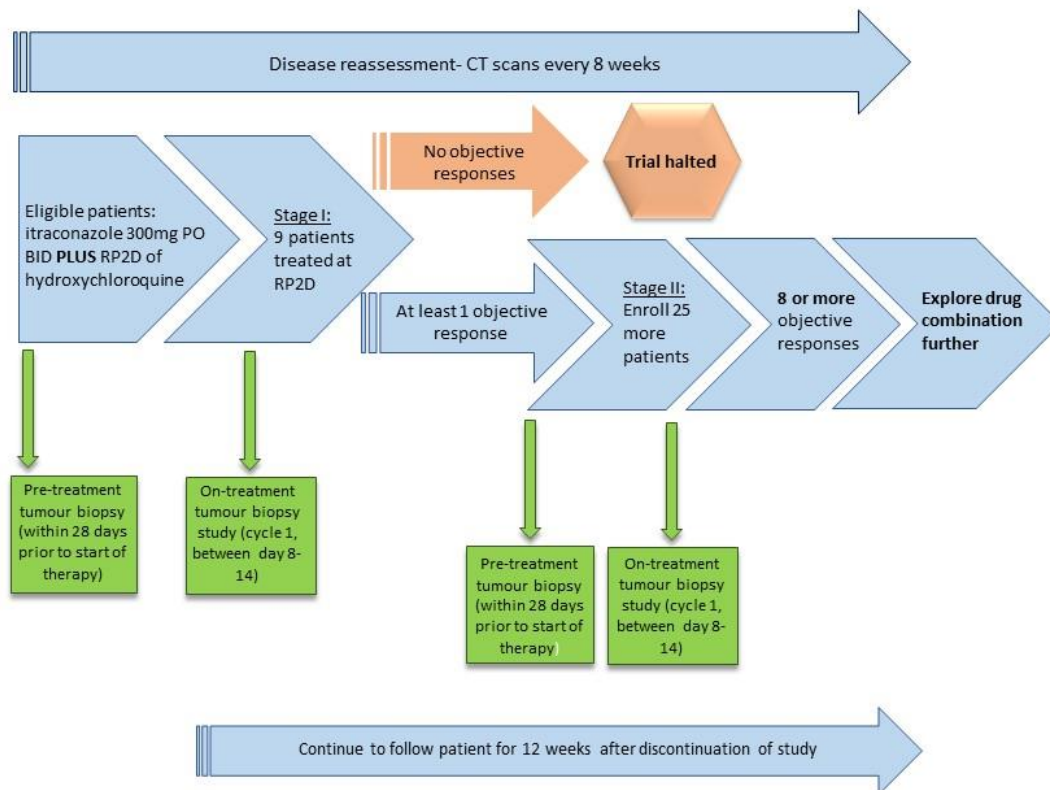 Disease reassessment- CT scans every 8 weeks
No objective
responses
Trial halted
Eligible patients:
itraconazole 300mg PO
BID PLUS RP2D of
hydroxychloroquine
Stage I:
9 patients
treated at
RP2D
At least 1 objective
response
Stage II:
Enroll 25
more
patients
8 or more
objective
responses
Explore drug
combination
further
Pre-treatment
tumour biopsy
(within 28 days
prior to start of
therapy)
On-treatment
tumour biopsy
study (cycle 1,
between day 8-
14)
Pre-treatment
tumour biopsy
(within 28 days
prior to start of
therapy)
On-treatment
tumour biopsy
study (cycle 1,
between day 8-
14)
Continue to follow patient for 12 weeks after discontinuation of study